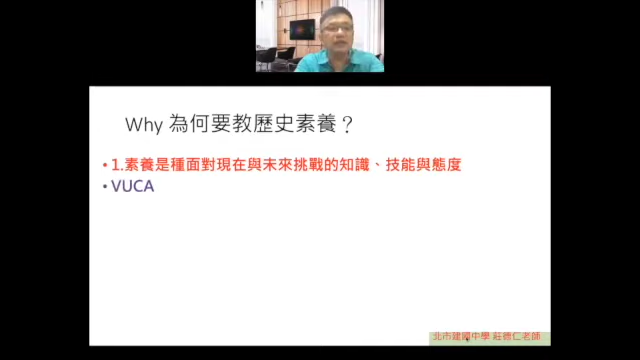 Why 為何要教歷史素養？
•1.素養是種面對現在與未來挑戰的知識、技能與態度
•VUCA
北市建國中學 莊德仁老師